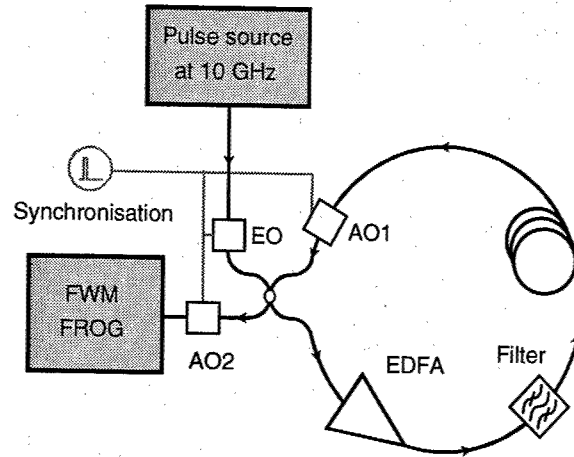 Pulse source
at 10 GHz
Synchronisation
EO
AO1
FWM
FROG
AO2
EDFA
Filter